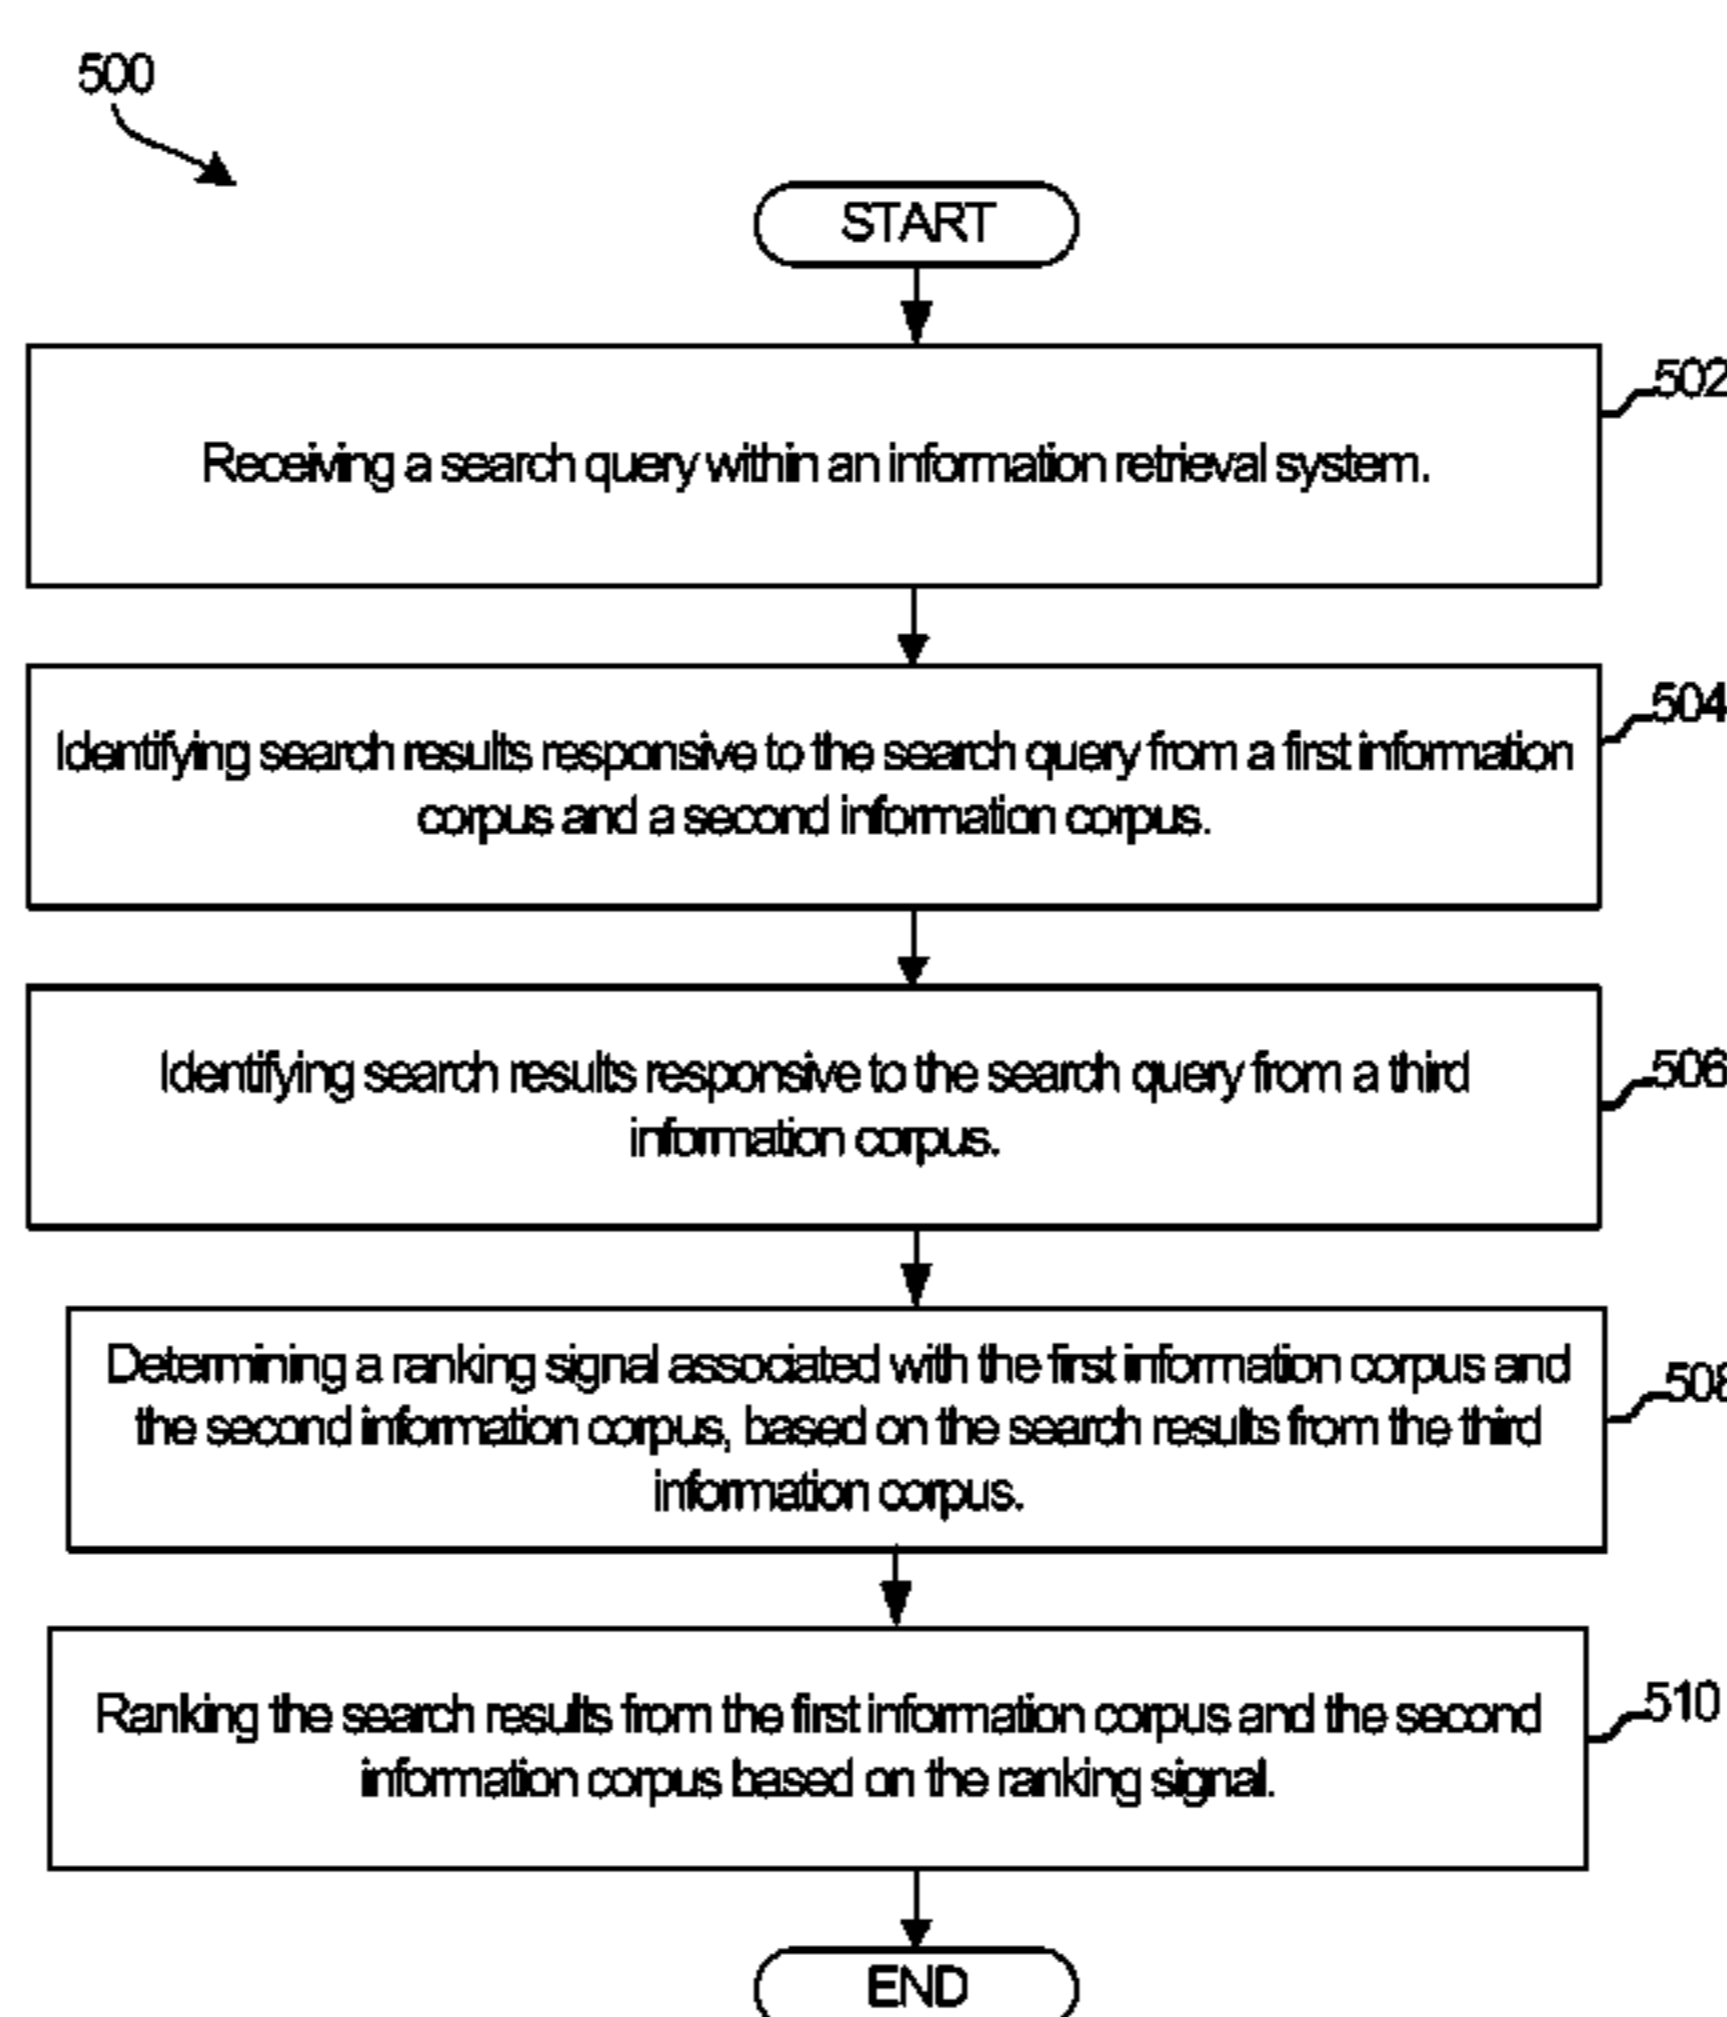 500
START
502
Receiving a search query within an information retrieval system.
504
Identifying search results responsive to the search query from a first information
corpus and a second information corpus.
506
Identifying search results responsive to the search query from a third
information corpus.
508
Determining a ranking signal associated with the first information corpus and
the second information corpus, based on the search results from the third
information corpus.
510
Ranking the search results from the first information corpus and the second
information corpus based on the ranking signal.
END